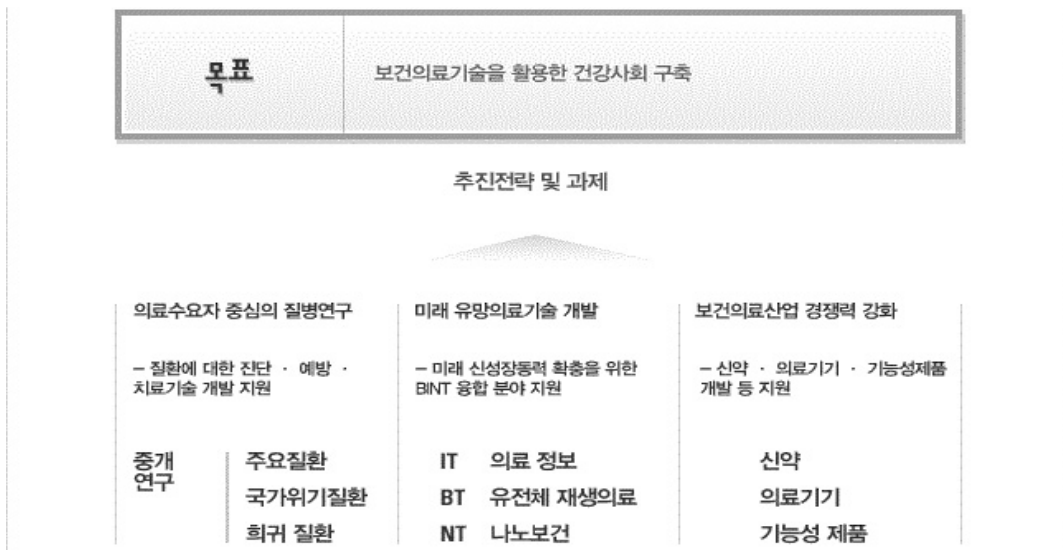 목표
보건의료기술을 활용한 건강사회 구축
추진전략 및 과제
의료수요자 중심의 질병연구
– 질환에 대한 진단 · 예방 ·
치료기술 개발 지원
중개
연구
주요질환
국가위기질환
희귀 질환
미래 유망의료기술 개발
– 미래 신성장동력 확충을 위한
BINT 융합 분야 지원
IT 의료 정보
BT 유전체 재생의료
NT 나노보건
보건의료산업 경쟁력 강화
– 신약 · 의료기기 · 기능성제품
개발 등 지원
신약
의료기기
기능성 제품